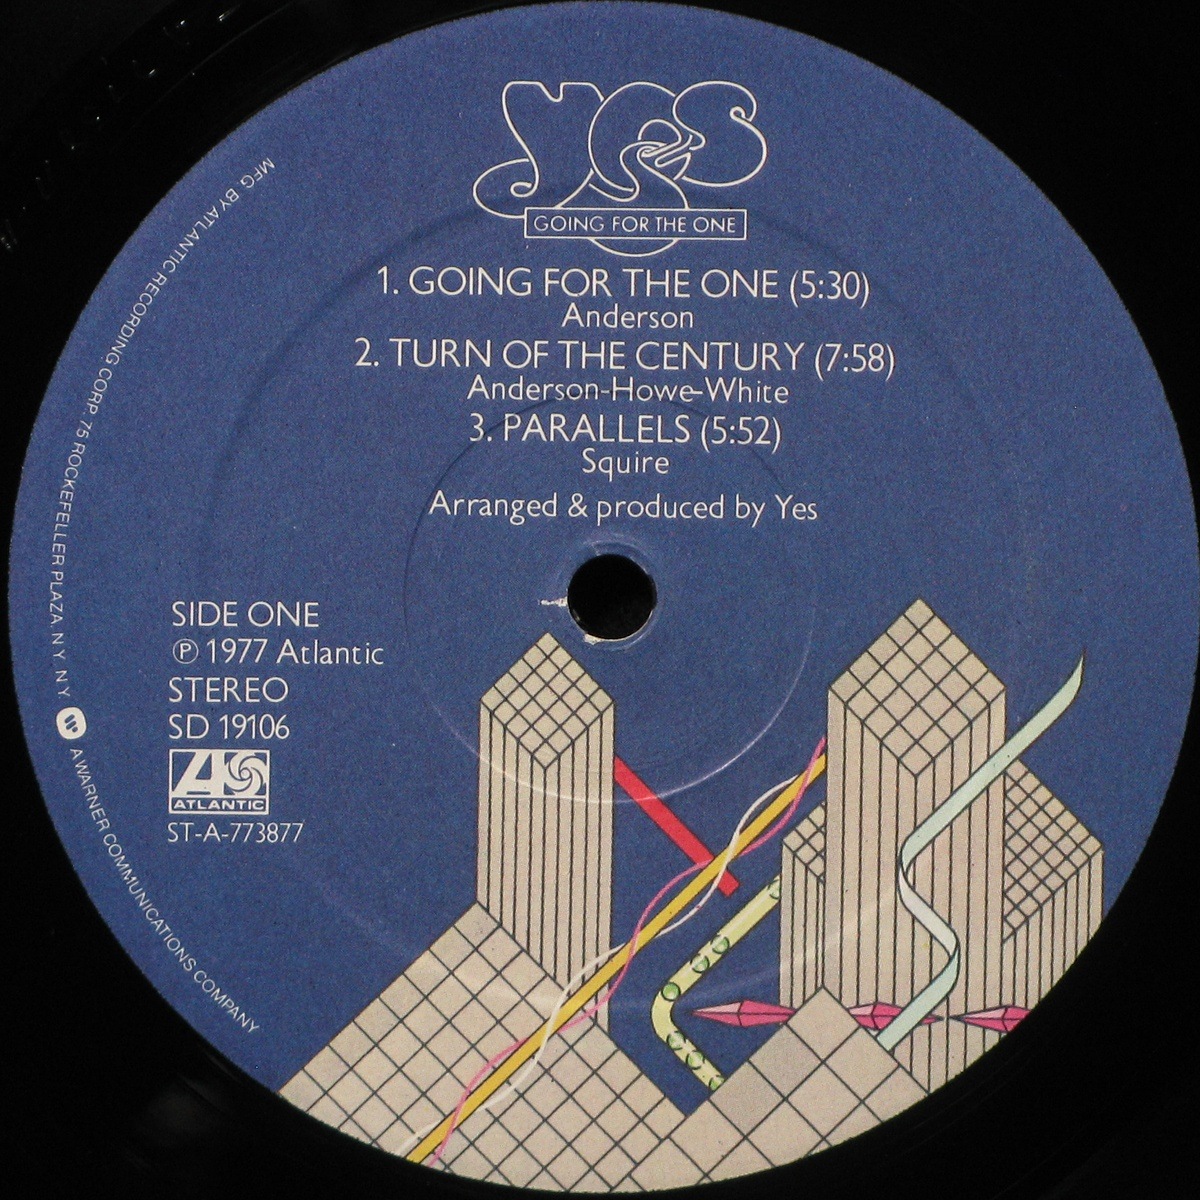 yes
GOING FOR THE ONE
1. GOING FOR THE ONE (5:30)
Anderson
2. TURN OF THE CENTURY (7:58)
Anderson-Howe-White
3. PARALLELS (5:52)
Squire
Arranged & produced by Yes
SIDE ONE
℗ 1977 Atlantic
STEREO
SD 19106
ATLANTIC
ST-A-773877
MFG BY ATLANTIC RECORDING CORP. 75 ROCKEFELLER PLAZA, N.Y. N.Y. A WARNER COMMUNICATIONS COMPANY